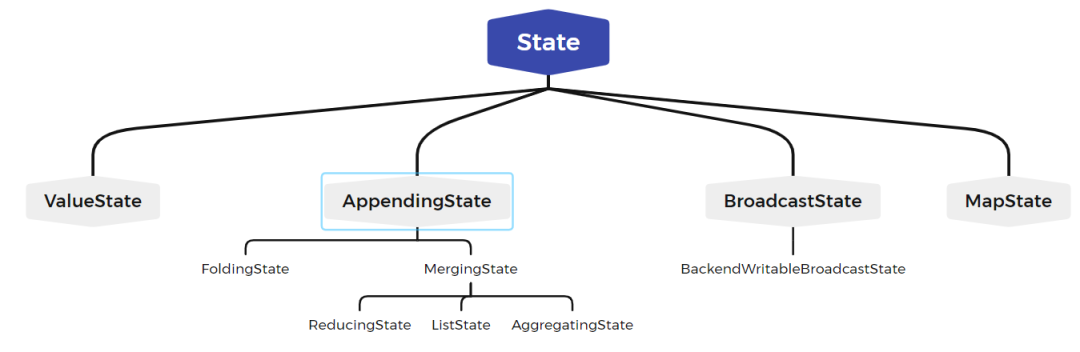 State
ValueState
AppendingState
BroadcastState
MapState
FoldingState
MergingState
BackendWritableBroadcastState
ReducingState
ListState
AggregatingState